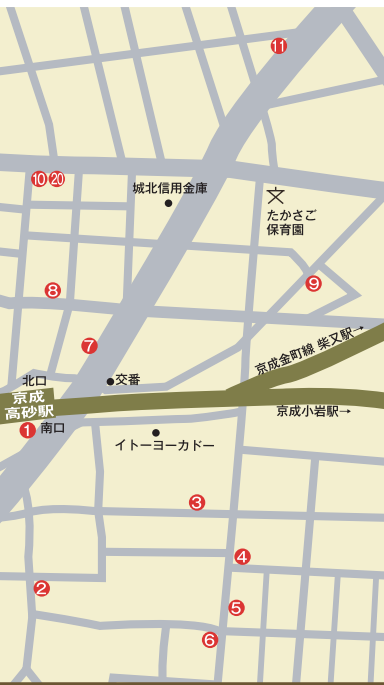 11
10 20
城北信用金庫
たかさご
保育園
9
8
7
京成金町線 柴又駅→
北口
交番
京成
高砂駅
京成小岩駅→
1 南口
イトーヨーカドー
3
4
2
5
6